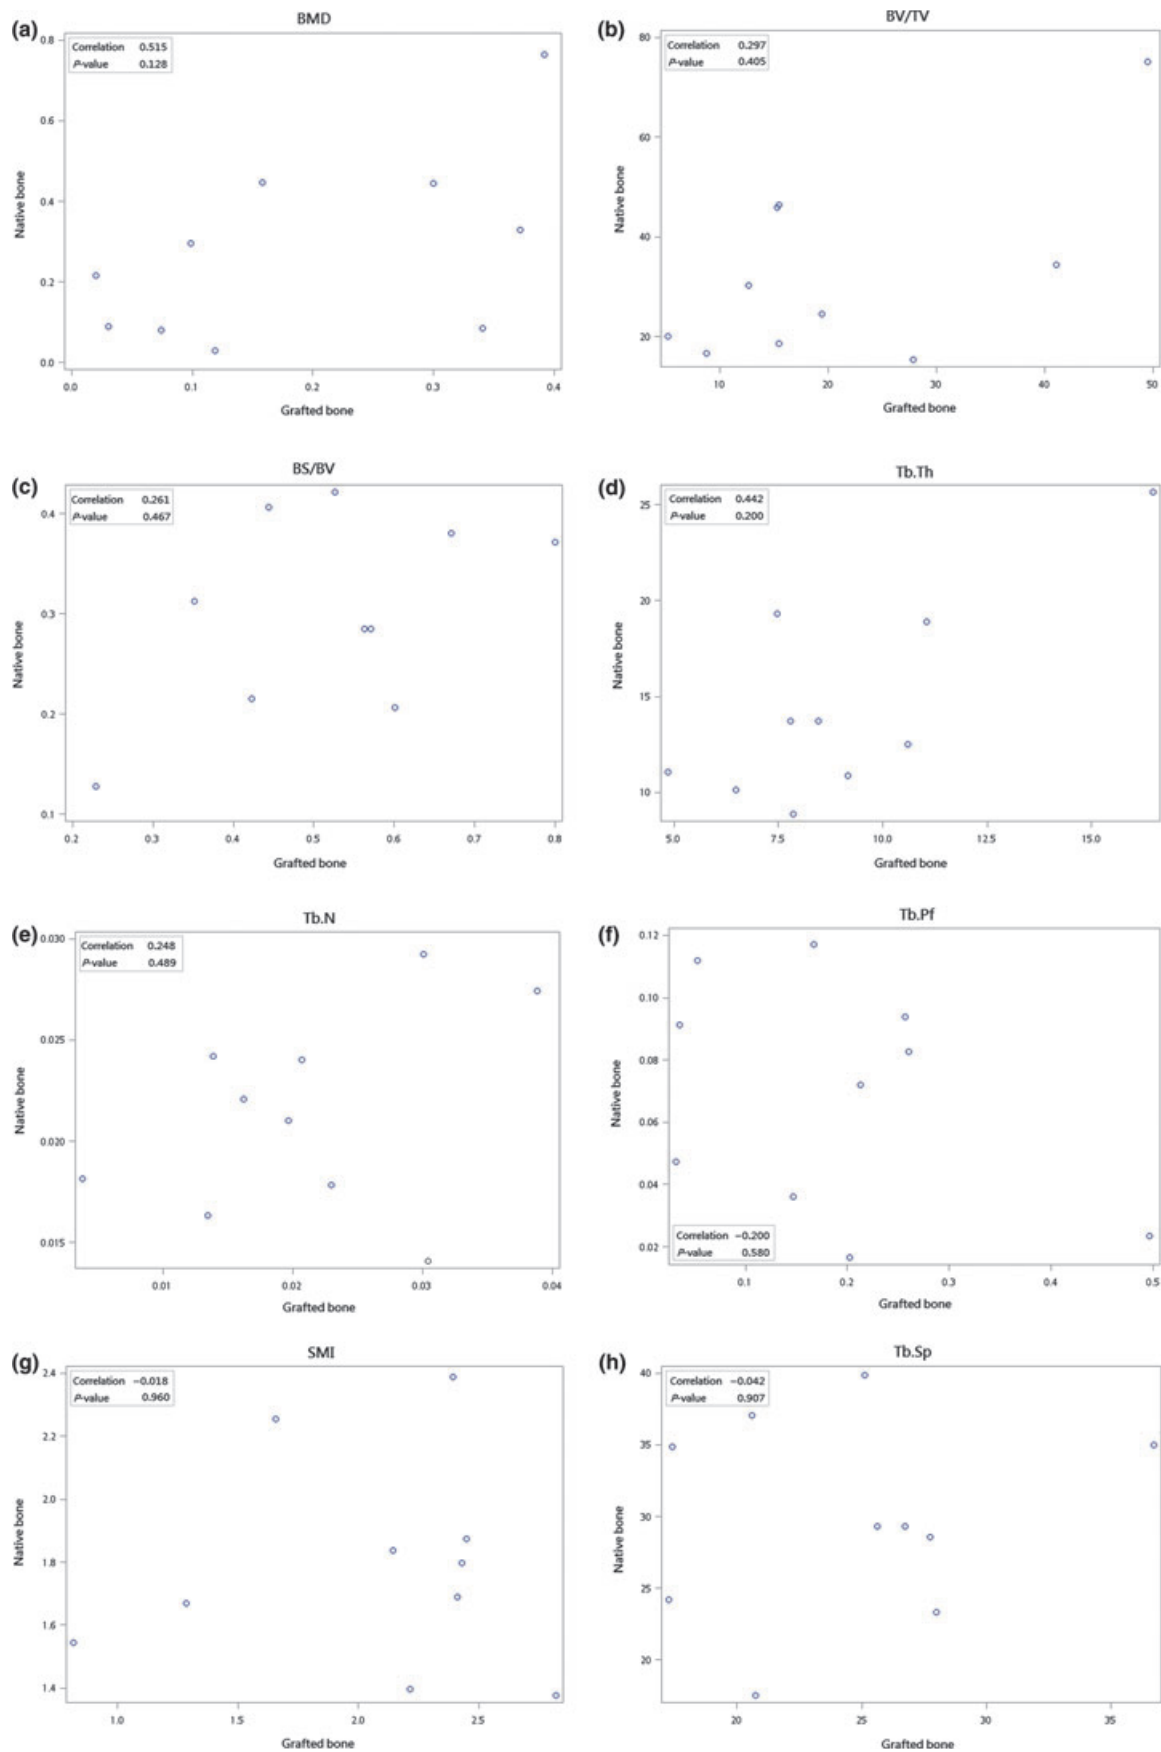 (a)
BMD
Correlation 0.515
P-value 0.128
0.8
0.6
0.4
0.2
0.0
Native bone
0.0 0.1 0.2 0.3 0.4
Grafted bone
(b)
BV/TV
Correlation 0.297
P-value 0.405
80
60
40
20
Native bone
10 20 30 40 50
Grafted bone
(c)
BS/BV
Correlation 0.261
P-value 0.467
0.4
0.3
0.2
0.1
Native bone
0.2 0.3 0.4 0.5 0.6 0.7 0.8
Grafted bone
(d)
Tb.Th
Correlation 0.442
P-value 0.200
25
20
15
10
Native bone
5.0 7.5 10.0 12.5 15.0
Grafted bone
(e)
Tb.N
Correlation 0.248
P-value 0.489
0.030
0.025
0.020
0.015
Native bone
0.01 0.02 0.03 0.04
Grafted bone
(f)
Tb.Pf
0.12
0.10
0.08
0.06
0.04
0.02
Native bone
Correlation −0.200
P-value 0.580
0.1 0.2 0.3 0.4 0.5
Grafted bone
(g)
SMI
Correlation −0.018
P-value 0.960
2.4
2.2
2.0
1.8
1.6
1.4
Native bone
1.0 1.5 2.0 2.5
Grafted bone
(h)
Tb.Sp
Correlation −0.042
P-value 0.907
40
35
30
25
20
Native bone
20 25 30 35
Grafted bone